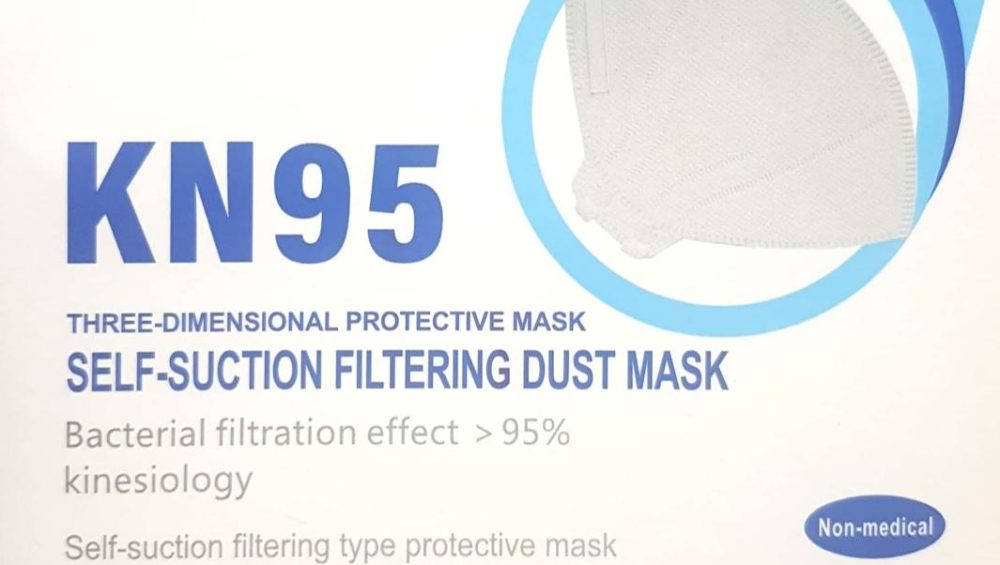 KN95
THREE-DIMENSIONAL PROTECTIVE MASK
SELF-SUCTION FILTERING DUST MASK
Bacterial filtration effect > 95%
kinesiology
Self-suction filtering type protective mask
Non-medical